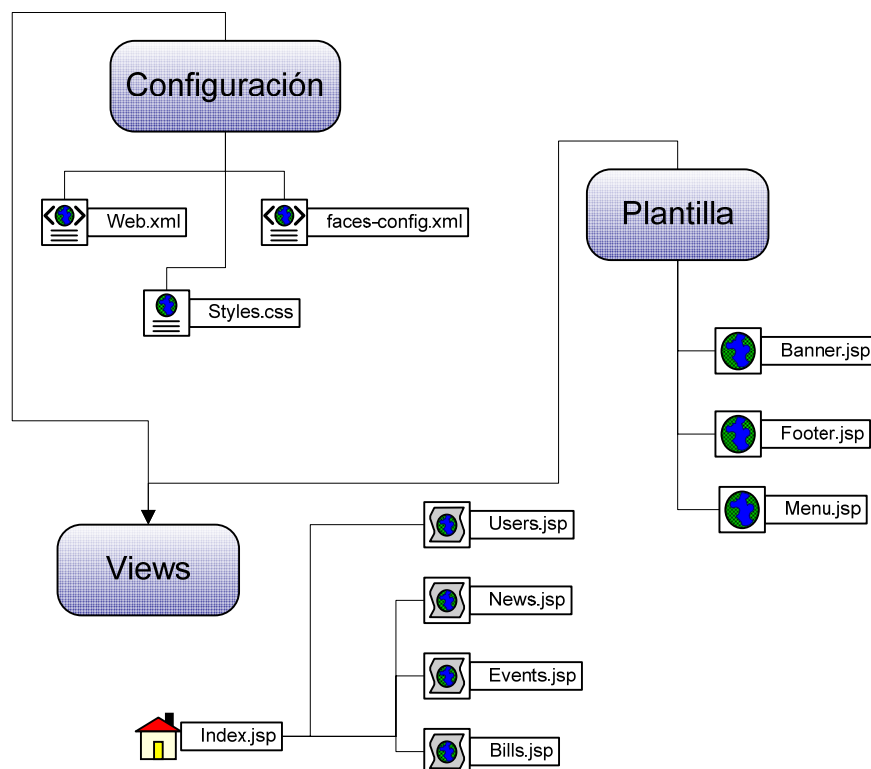 Configuración
Web.xml
faces-config.xml
Styles.css
Plantilla
Banner.jsp
Footer.jsp
Menu.jsp
Views
Users.jsp
News.jsp
Events.jsp
Index.jsp
Bills.jsp